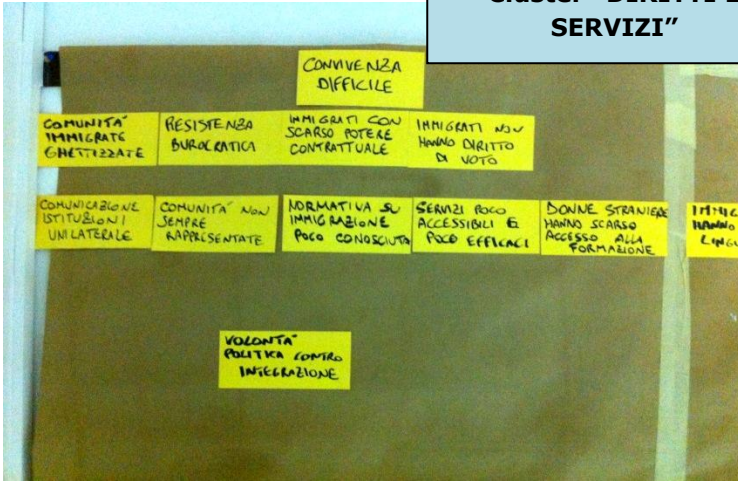 Cluster "DIRITTI E
SERVIZI"
CONVIVENZA
DIFFICILE
COMUNITA'
IMMIGRATE
GHETTIZZATE
RESISTENZA
BUROCRATICA
IMMIGRATI CON
SCARSO POTERE
CONTRATTUALE
IMMIGRATI NON
HANNO DIRITTO
DI VOTO
COMUNICAZIONE
ISTITUZIONI
UNILATERALE
COMUNITA' NON
SEMPRE
RAPPRESENTATE
NORMATIVA SU
IMMIGRAZIONE
POCO CONOSCIUTA
SERVIZI POCO
ACCESSIBILI E
POCO EFFICACI
DONNE STRANIERE
HANNO SCARSO
ACCESSO ALLA
FORMAZIONE
HANNO
VOLONTA'
POLITICA CONTRO
INTEGRAZIONE